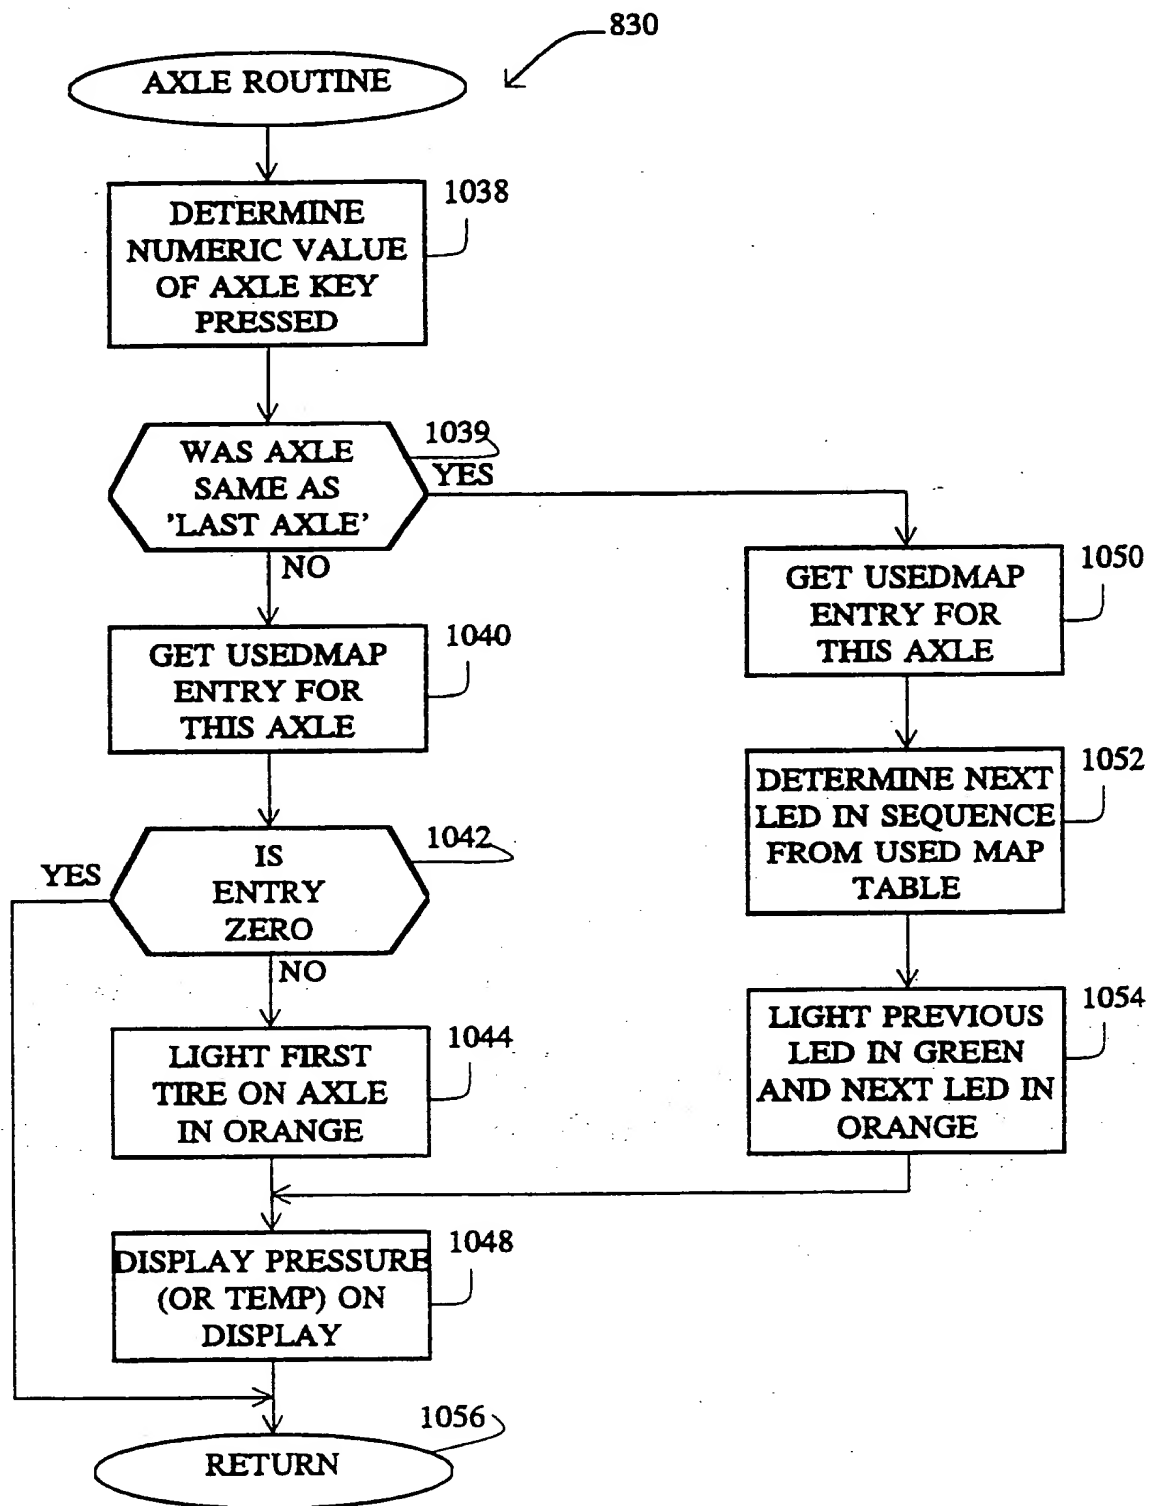 830
AXLE ROUTINE
1038
DETERMINE
NUMERIC VALUE
OF AXLE KEY
PRESSED
1039
WAS AXLE
SAME AS
'LAST AXLE'
YES
NO
1040
GET USEDMAP
ENTRY FOR
THIS AXLE
1042
IS
ENTRY
ZERO
YES
NO
1044
LIGHT FIRST
TIRE ON AXLE
IN ORANGE
1050
GET USEDMAP
ENTRY FOR
THIS AXLE
1052
DETERMINE NEXT
LED IN SEQUENCE
FROM USED MAP
TABLE
1054
LIGHT PREVIOUS
LED IN GREEN
AND NEXT LED IN
ORANGE
1048
DISPLAY PRESSURE
(OR TEMP) ON
DISPLAY
1056
RETURN